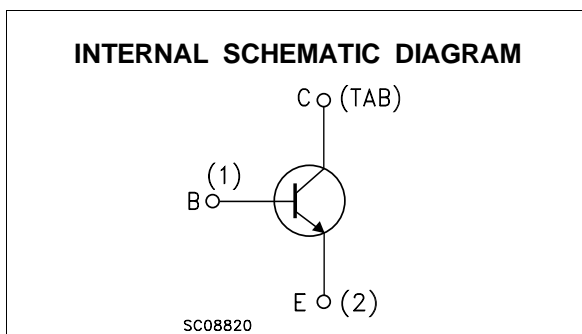 INTERNAL SCHEMATIC DIAGRAM
C (TAB)
(1)
B
E (2)
SC08820